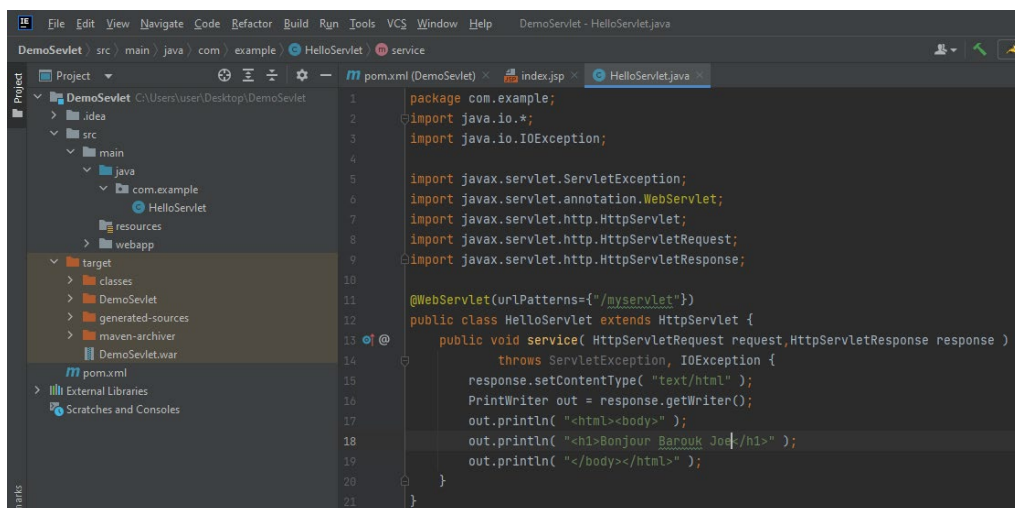 File Edit View Navigate Code Refactor Build Run Tools VCS Window Help DemoServlet - HelloServlet.java
DemoSevlet src main java com example HelloServlet service
Project
Project
pom.xml (DemoSevlet) index.jsp HelloServlet.java
DemoSevlet C:\Users\user\Desktop\DemoSevlet
.idea
src
main
java
com.example
HelloServlet
resources
webapp
target
classes
DemoSevlet
generated-sources
maven-archiver
DemoSevlet.war
pom.xml
External Libraries
Scratches and Consoles
1 package com.example;
2 import java.io.*;
3 import java.io.IOException;
4
5 import javax.servlet.ServletException;
6 import javax.servlet.annotation.WebServlet;
7 import javax.servlet.http.HttpServlet;
8 import javax.servlet.http.HttpServletRequest;
9 import javax.servlet.http.HttpServletResponse;
10
11 @WebServlet(urlPatterns={"/myservlet"})
12 public class HelloServlet extends HttpServlet {
13 @ public void service( HttpServletRequest request,HttpServletResponse response )
14 throws ServletException, IOException {
15 response.setContentType( "text/html" );
16 PrintWriter out = response.getWriter();
17 out.println( "<html><body>" );
18 out.println( "<h1>Bonjour Barouk Joe</h1>" );
19 out.println( "</body></html>" );
20 }
21 }